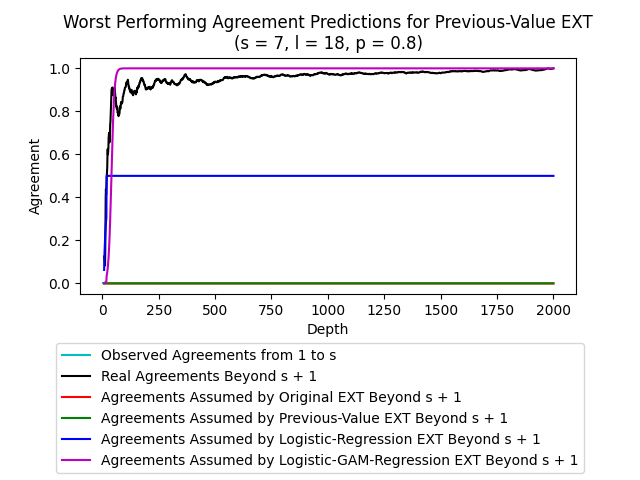 Worst Performing Agreement Predictions for Previous-Value EXT
(s = 7, l = 18, p = 0.8)
1.0
0.8
0.6
0.4
0.2
0.0
Agreement
0
250
500
750
1000
1250
1500
1750
2000
Depth
Observed Agreements from 1 to s
Real Agreements Beyond s + 1
Agreements Assumed by Original EXT Beyond s + 1
Agreements Assumed by Previous-Value EXT Beyond s + 1
Agreements Assumed by Logistic-Regression EXT Beyond s + 1
Agreements Assumed by Logistic-GAM-Regression EXT Beyond s + 1